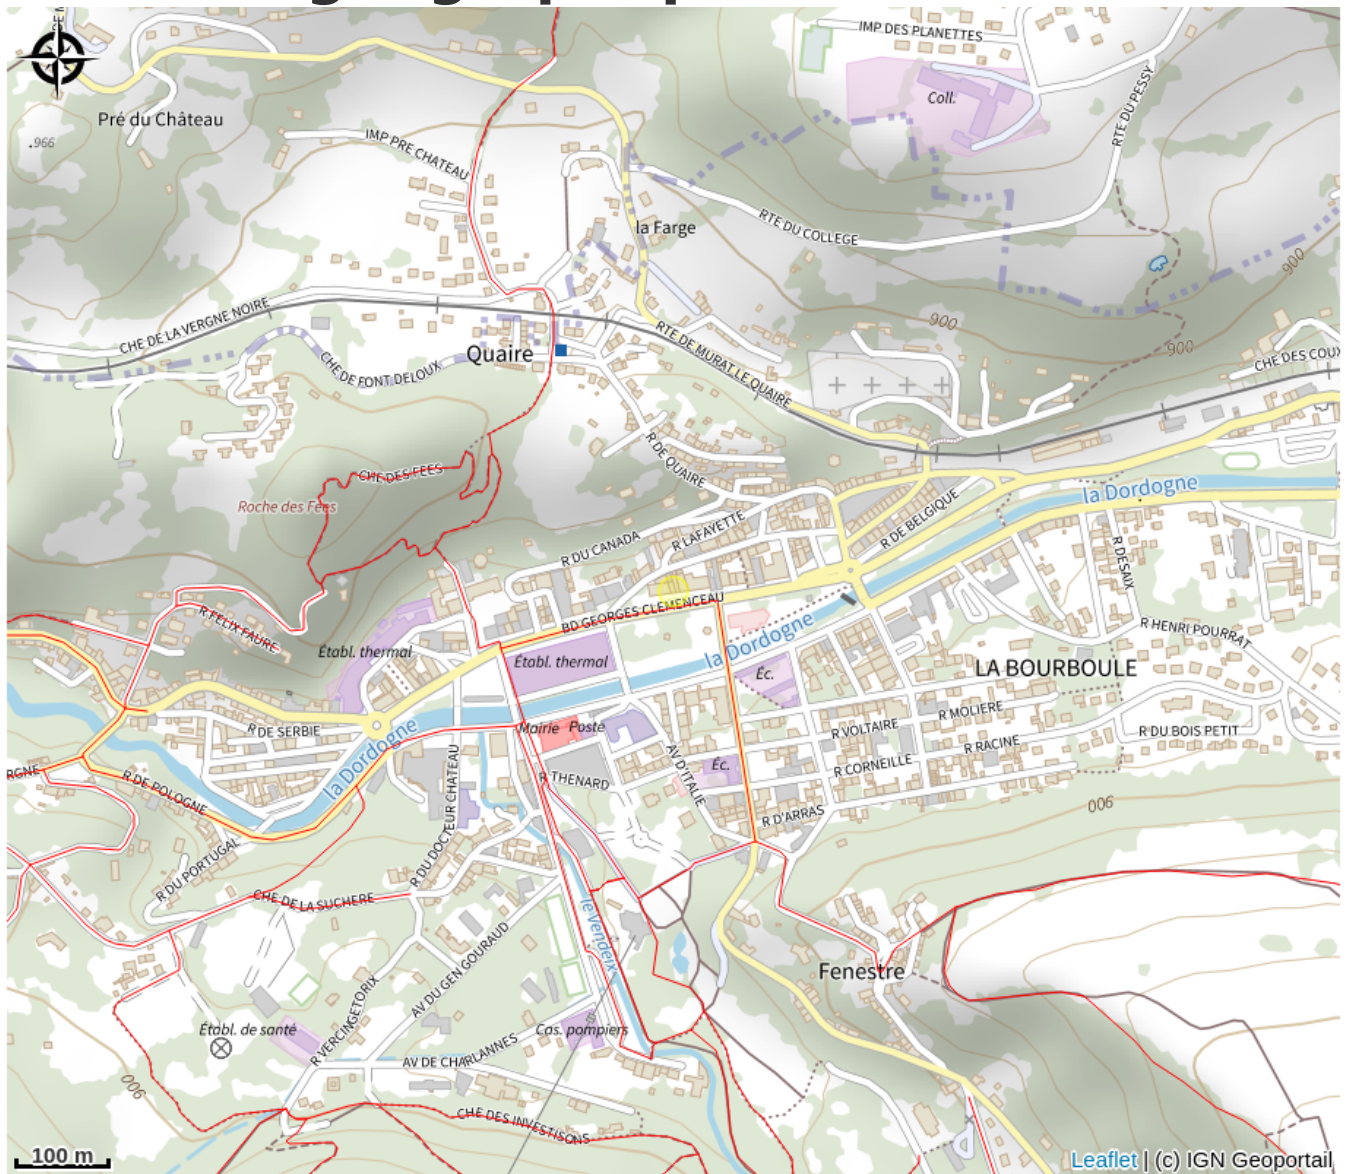 IMP DES PLANETTES
Coll.
Pré du Château
.966
IMP PRE CHATEAU
RTE DU PESSY
la Farge
RTE DU COLLEGE
900
CHE DE LA VERGNE NOIRE
900
RTE DE MURAT LE QUAIRE
900
Quaire
CHE DE FONT DELOUX
CHE DES COUX
R DE QUAIRE
CHE DES FEES
la Dordogne
Roche des Fées
R DE BELGIQUE
R LAFAYETTE
R DU CANADA
R DESAIX
BD GEORGES CLEMENCEAU
R FELIX FAURE
la Dordogne
R HENRI POURRAT
Établ. thermal
Établ. thermal
Éc.
LA BOURBOULE
R MOLIERE
Mairie
Poste
R DE SERBIE
la Dordogne
R VOLTAIRE
R RACINE
R DU BOIS PETIT
RGNE
R DE POLOGNE
R THENARD
AV D'ITALIE
Éc.
R CORNEILLE
R DU DOCTEUR CHATEAU
R D'ARRAS
900
R DU PORTUGAL
CHE DE LA SUCHERE
le Vendeix
AV DU GEN GOURAUD
Fenestre
R VERCINGETORIX
Établ. de santé
Cas. pompiers
AV DE CHARLANNES
900
CHE DES INVESTISONS
100 m
Leaflet | (c) IGN Geoportail